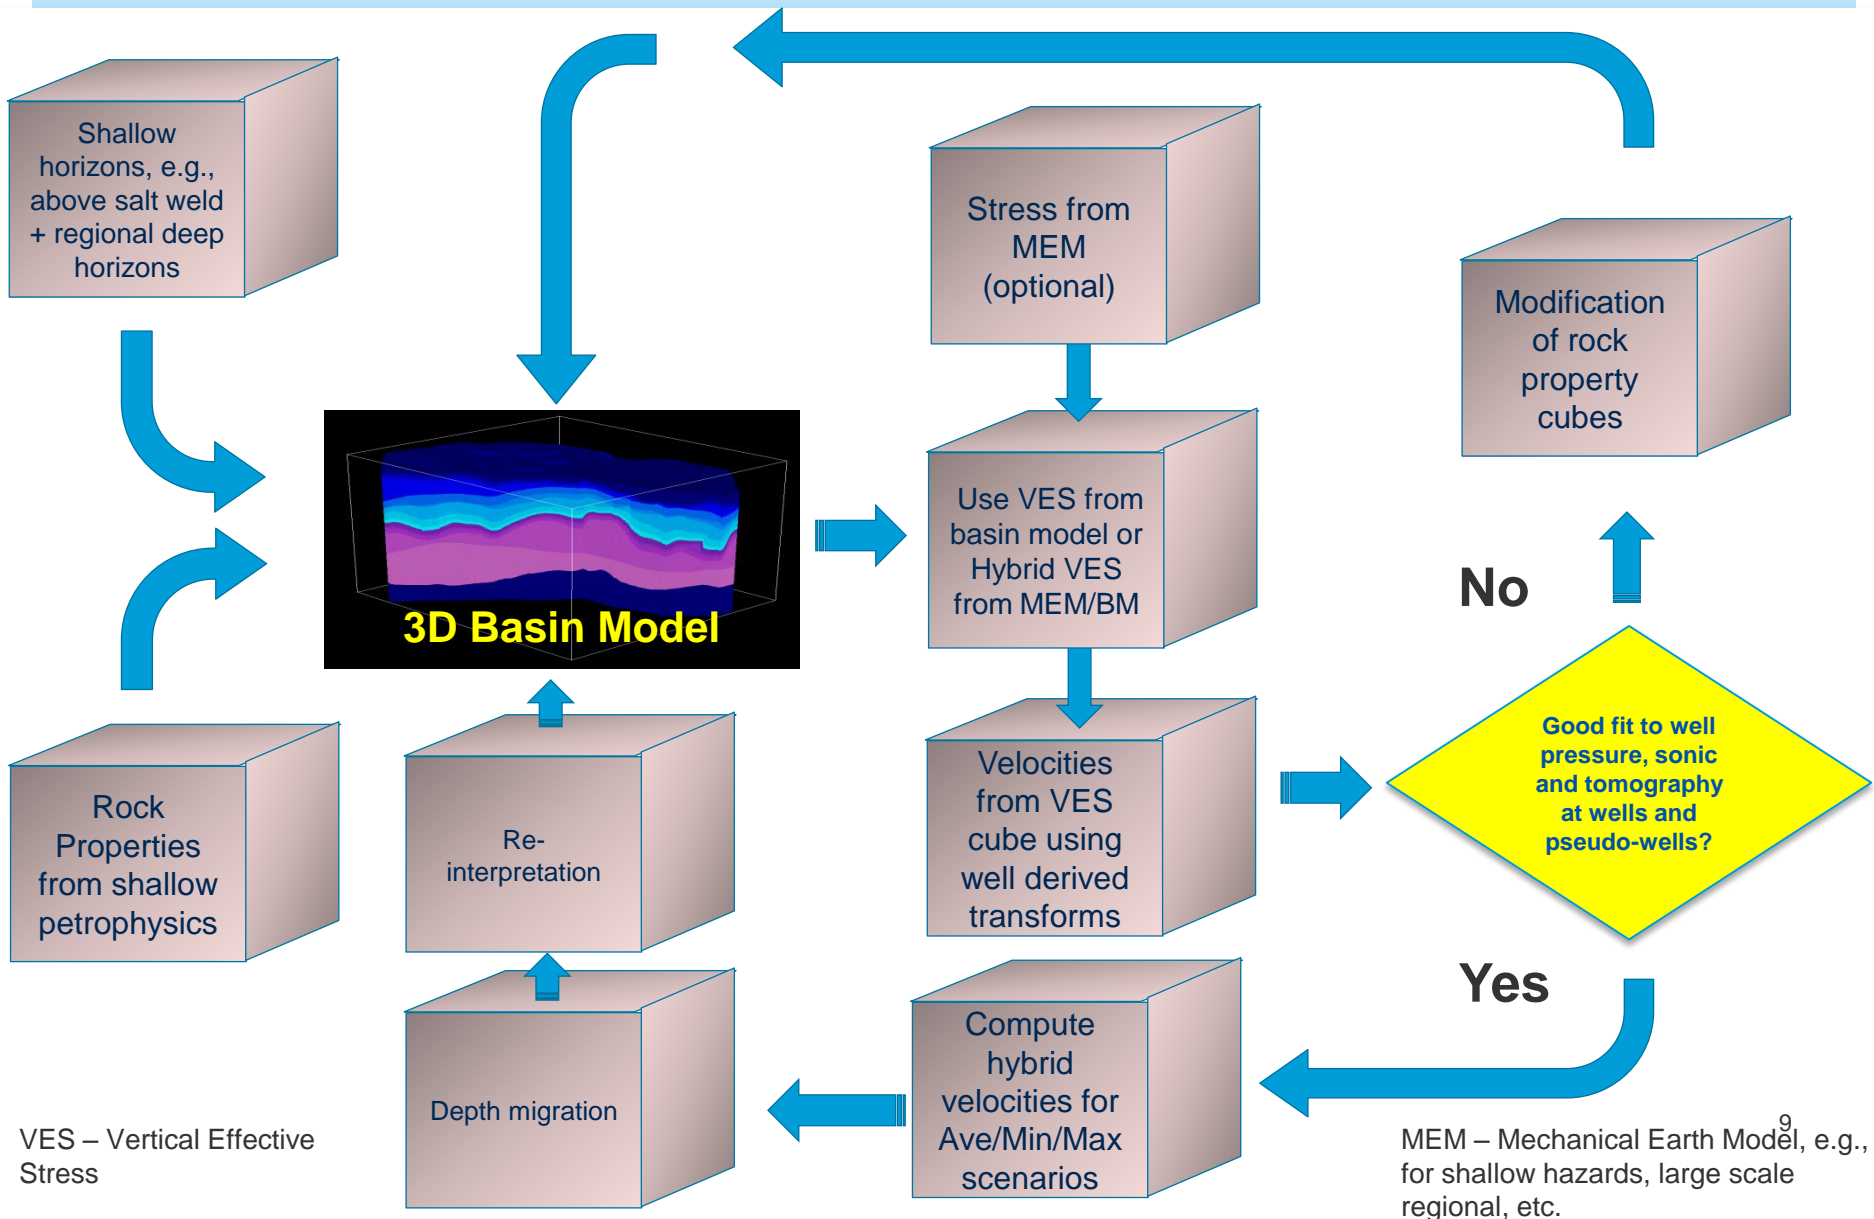 Shallow
horizons, e.g.,
above salt weld
+ regional deep
horizons
Stress from
MEM
(optional)
Modification
of rock
property
cubes
3D Basin Model
Use VES from
basin model or
Hybrid VES
from MEM/BM
No
Rock
Properties
from shallow
petrophysics
Re-
interpretation
Velocities
from VES
cube using
well derived
transforms
Good fit to well
pressure, sonic
and tomography
at wells and
pseudo-wells?
Yes
Depth migration
Compute
hybrid
velocities for
Ave/Min/Max
scenarios
VES – Vertical Effective
Stress
9
MEM – Mechanical Earth Model, e.g.,
for shallow hazards, large scale
regional, etc.